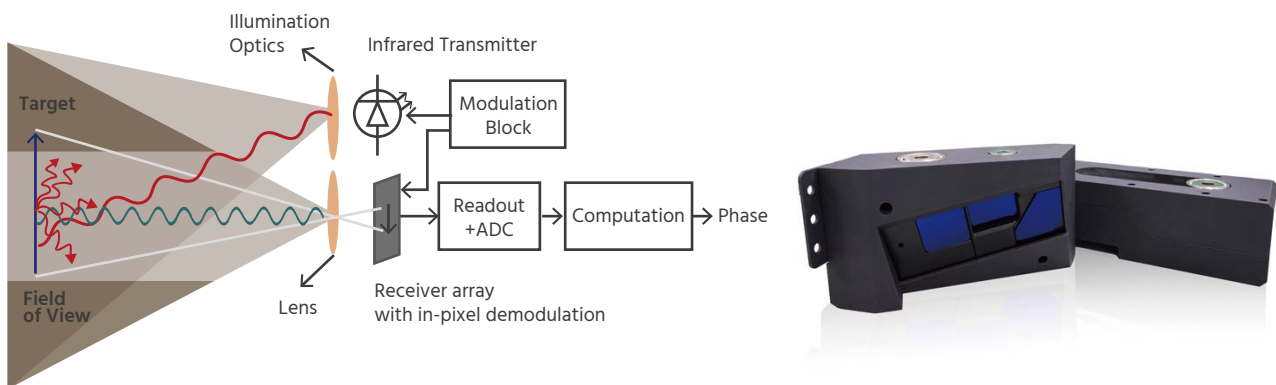 Illumination
Optics
Infrared Transmitter
Target
Modulation
Block
Readout
+ADC
Computation
Phase
Field
of View
Lens
Receiver array
with in-pixel demodulation